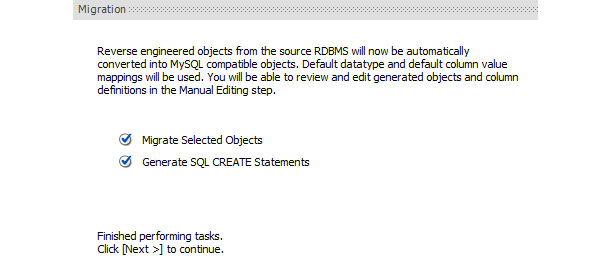 Migration
Reverse engineered objects from the source RDBMS will now be automatically
converted into MySQL compatible objects. Default datatype and default column value
mappings will be used. You will be able to review and edit generated objects and column
definitions in the Manual Editing step.
Migrate Selected Objects
Generate SQL CREATE Statements
Finished performing tasks.
Click [Next >] to continue.